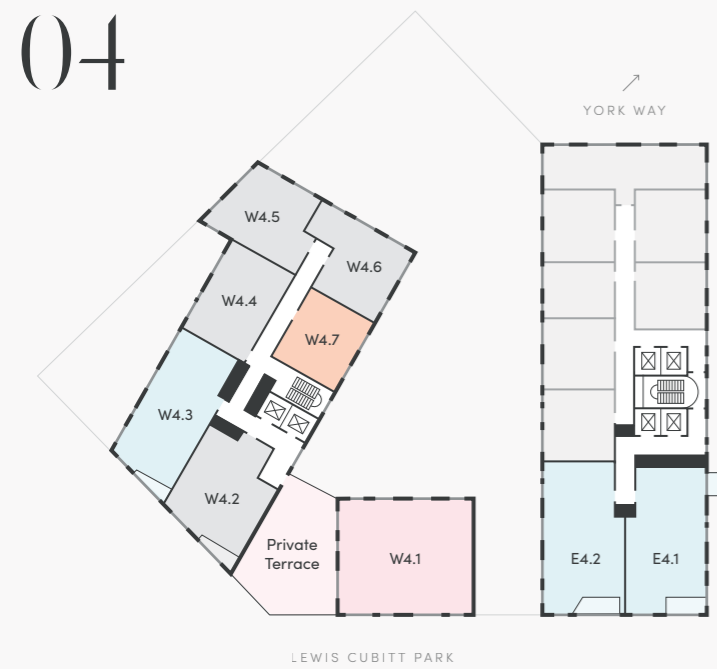 04
YORK WAY
W4.5
W4.6
W4.4
W4.7
W4.3
W4.2
Private
Terrace
W4.1
E4.2
E4.1
LEWIS CUBITT PARK